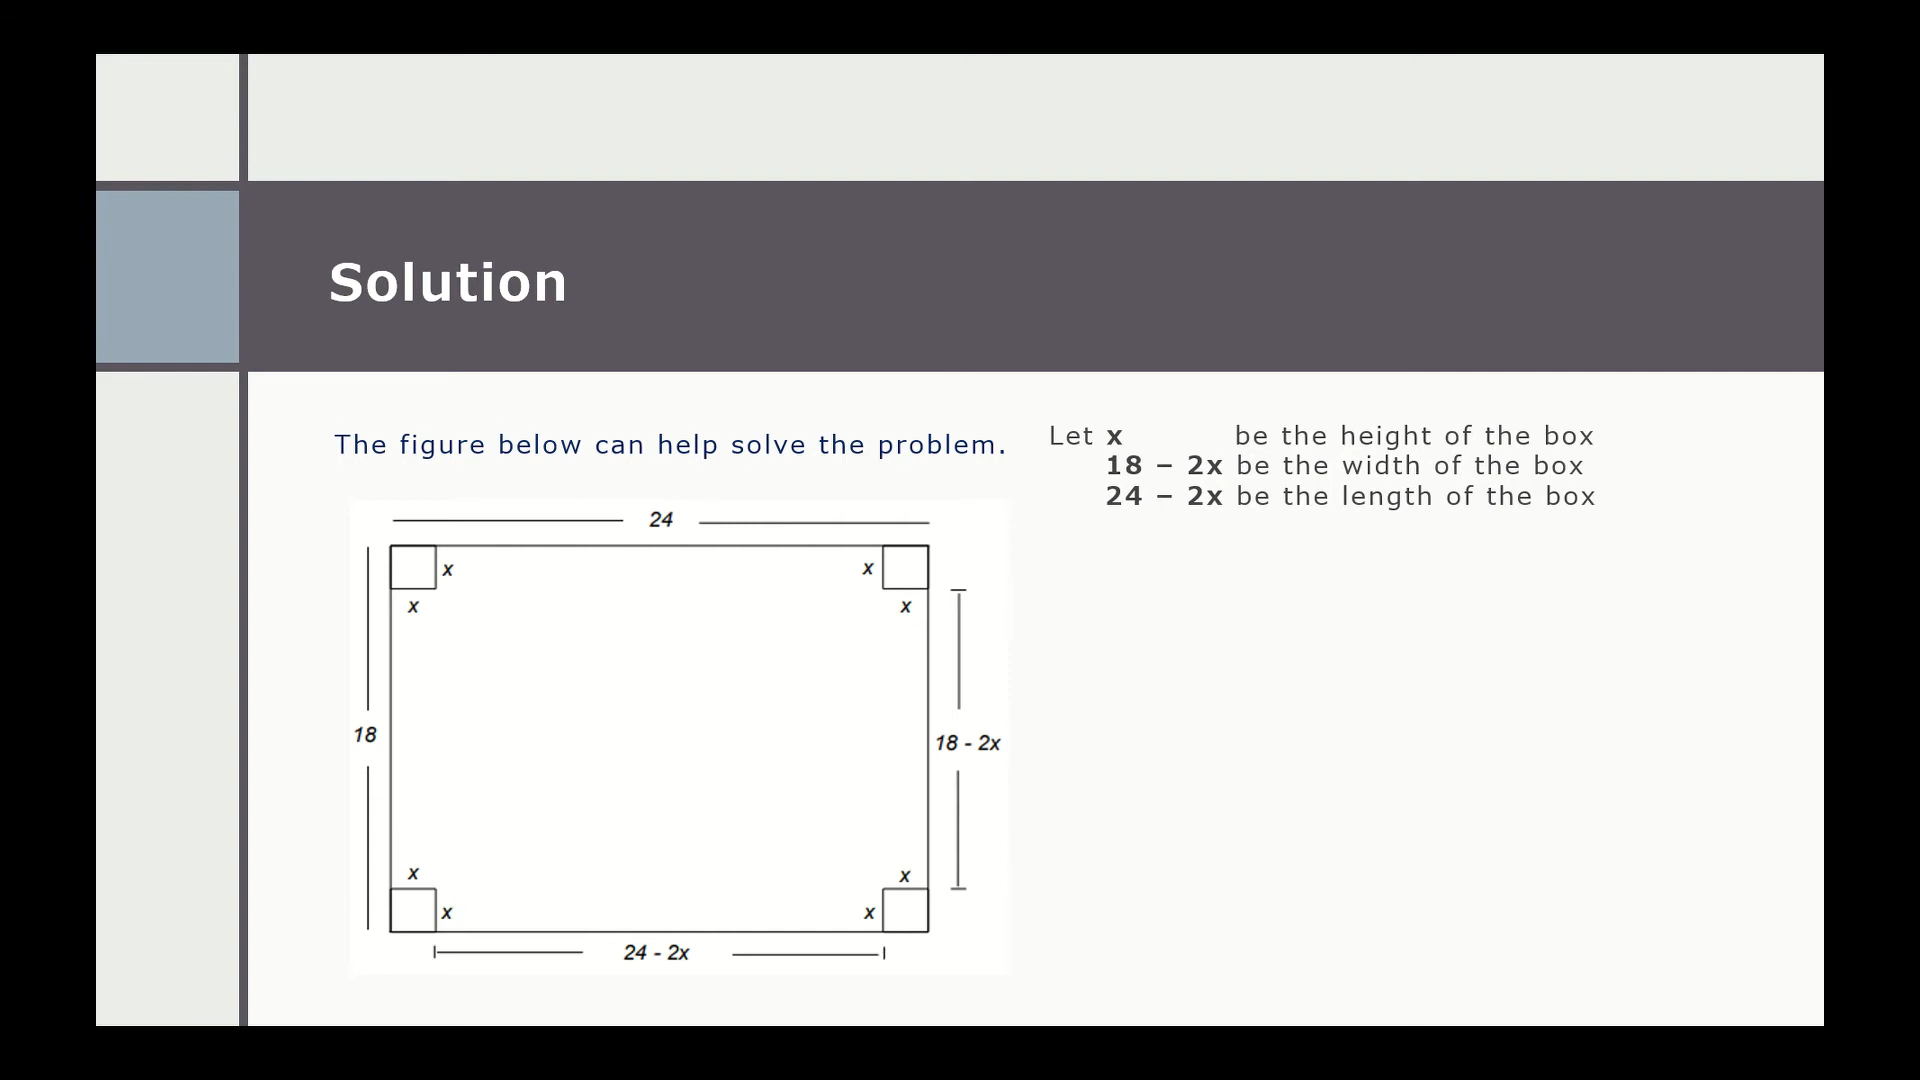 Solution
The figure below can help solve the problem.
Let x be the height of the box
18 – 2x be the width of the box
24 – 2x be the length of the box
24
x
x
x
x
18
18 - 2x
x
x
x
x
24 - 2x